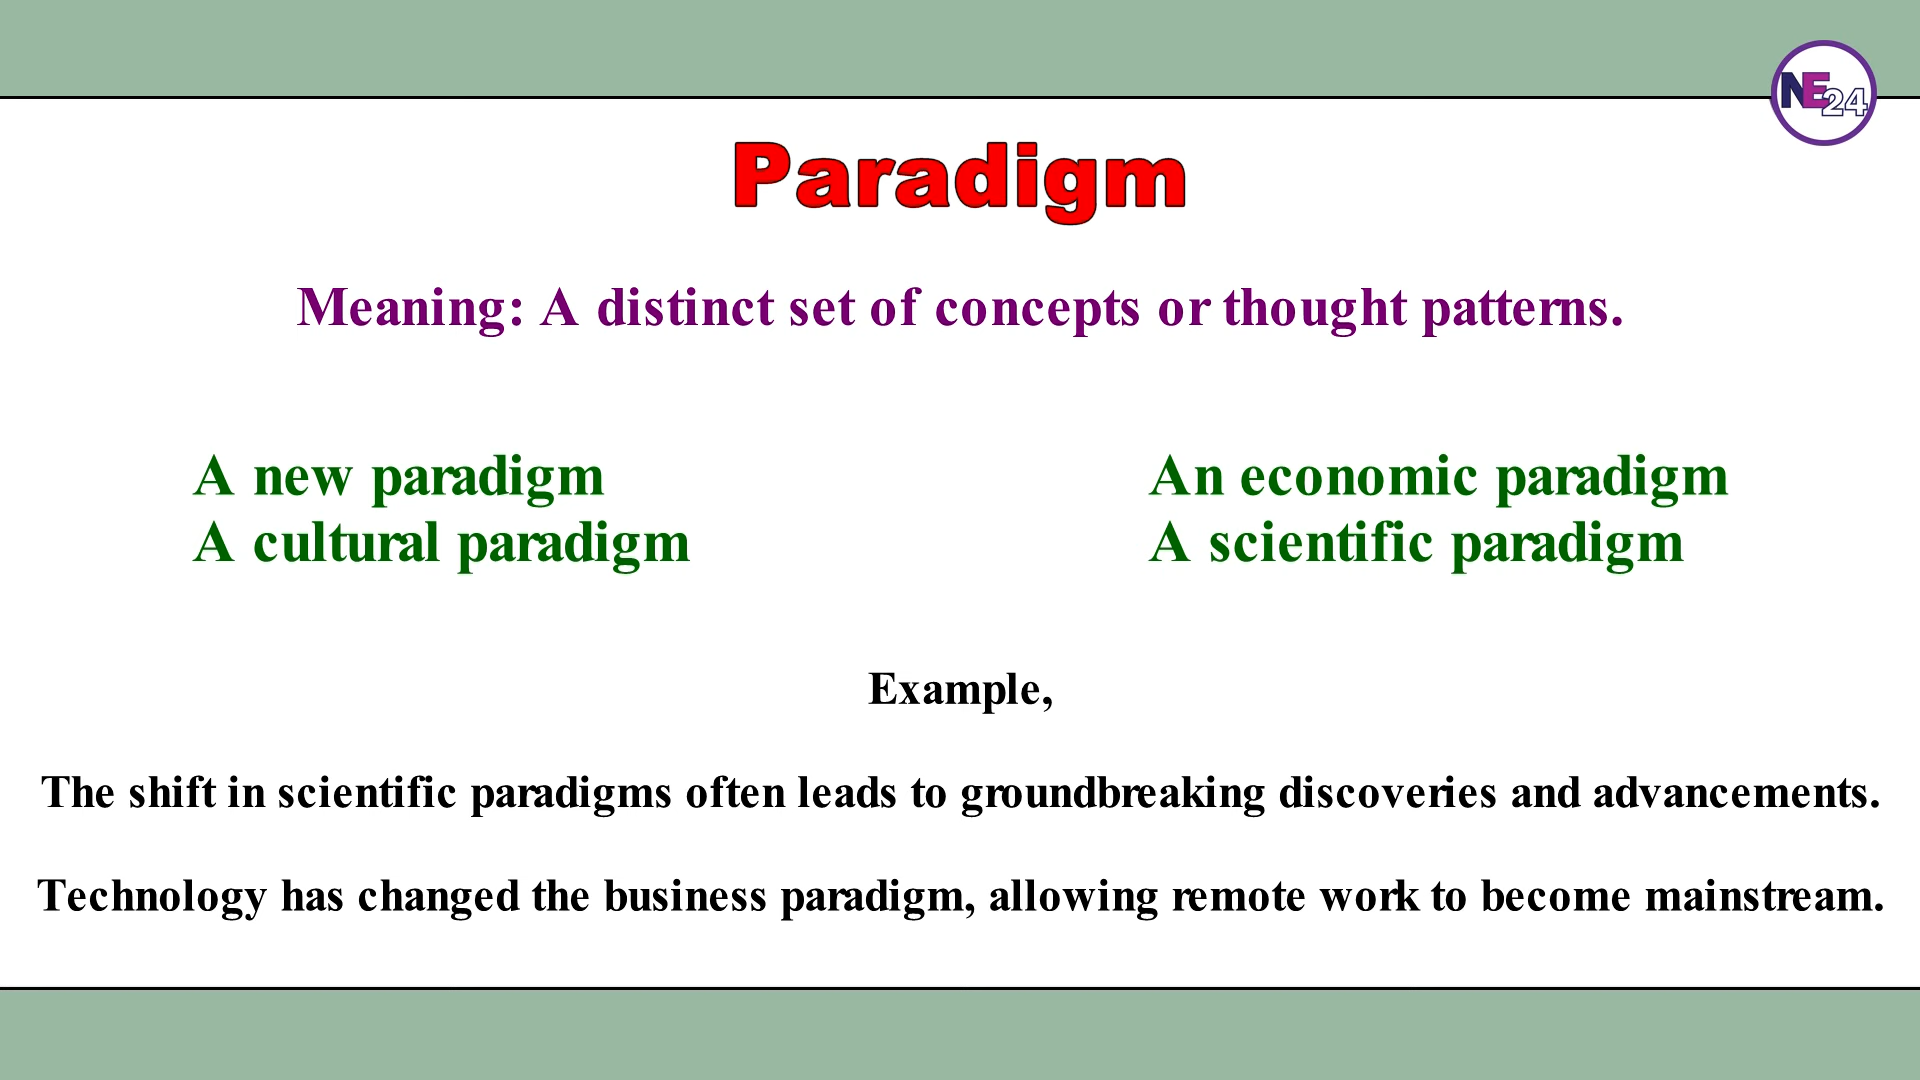 NE24
Paradigm
Meaning: A distinct set of concepts or thought patterns.
A new paradigm
A cultural paradigm
An economic paradigm
A scientific paradigm
Example,
The shift in scientific paradigms often leads to groundbreaking discoveries and advancements.
Technology has changed the business paradigm, allowing remote work to become mainstream.